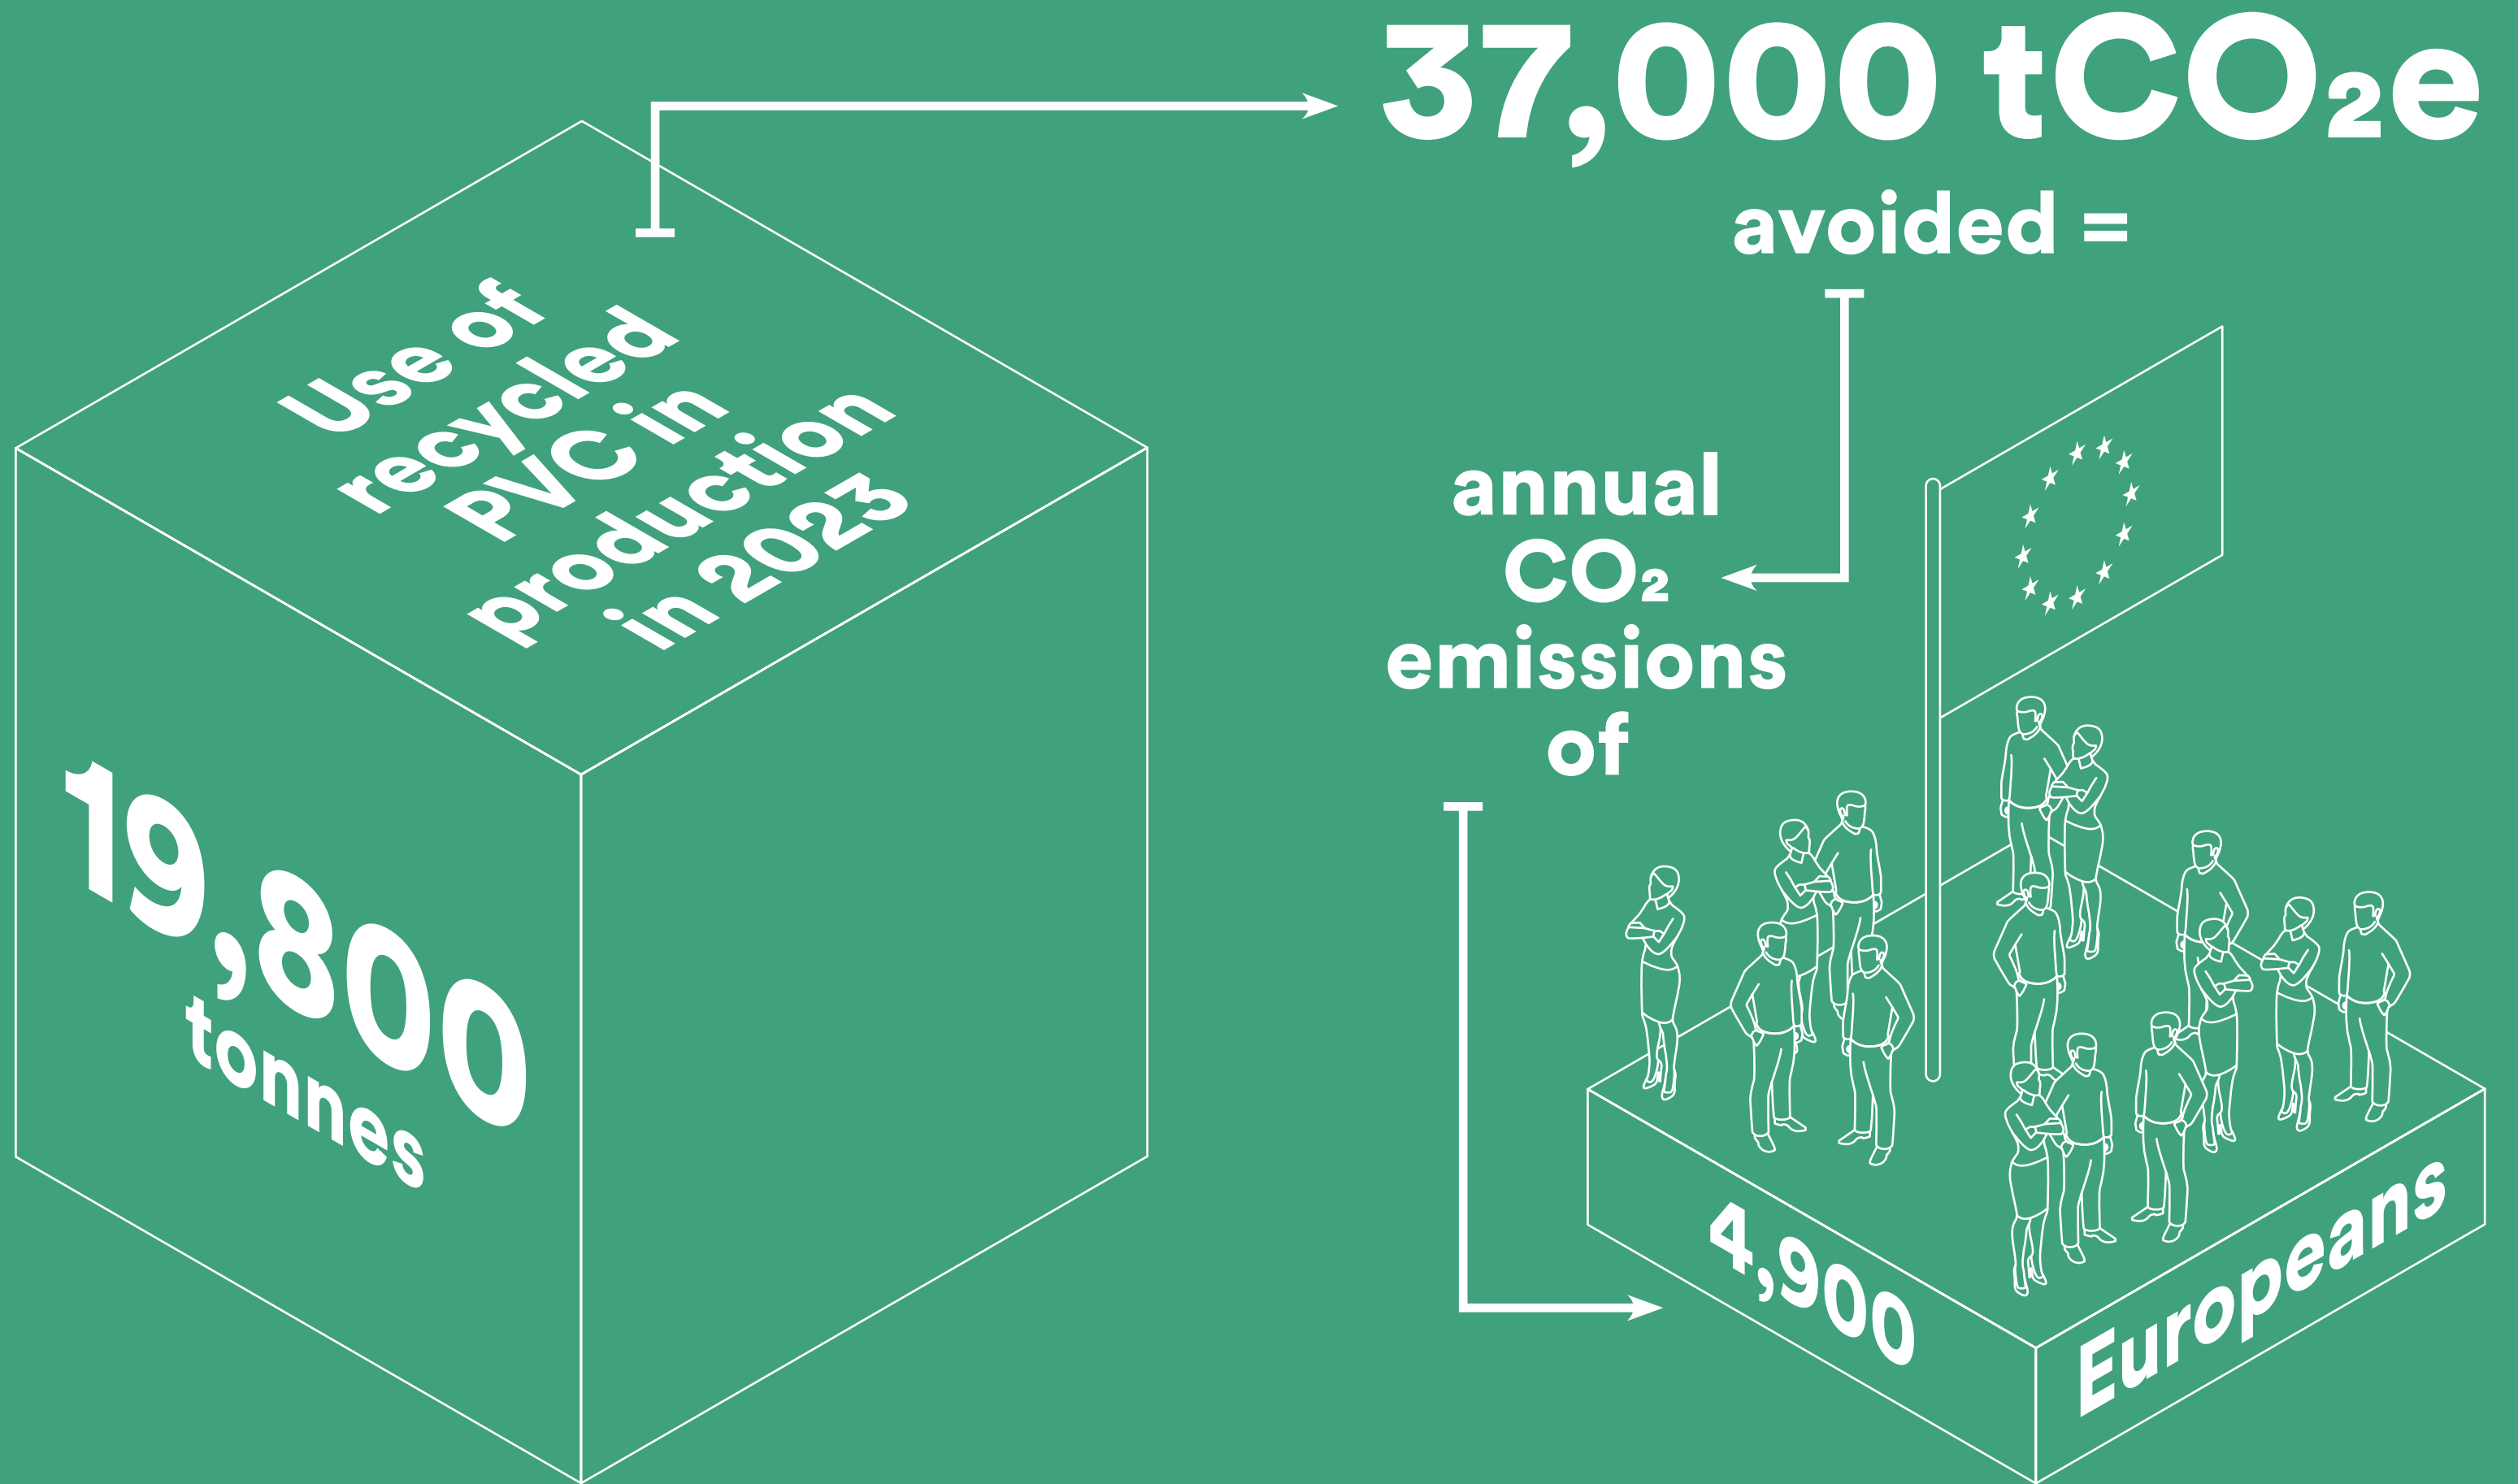 Use of
recycled
PVC in
production
in 2023
19,800
tonnes
37,000 tCO₂e
avoided =
annual
CO₂
emissions
of
4,900
Europeans